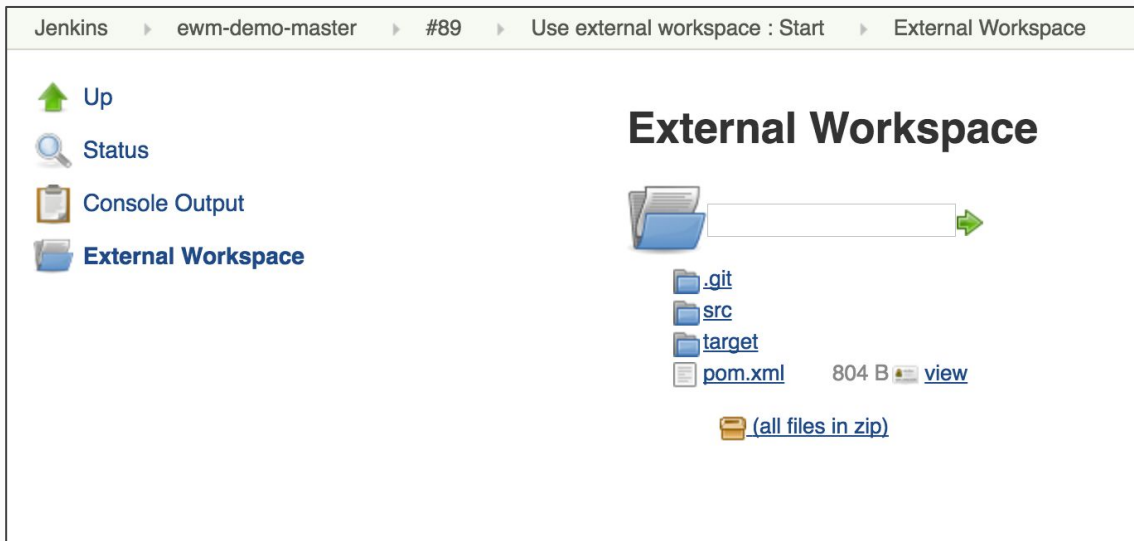 Jenkins ewm-demo-master #89 Use external workspace : Start External Workspace
Up
Status
Console Output
External Workspace
External Workspace
.git
src
target
pom.xml 804 B view
(all files in zip)